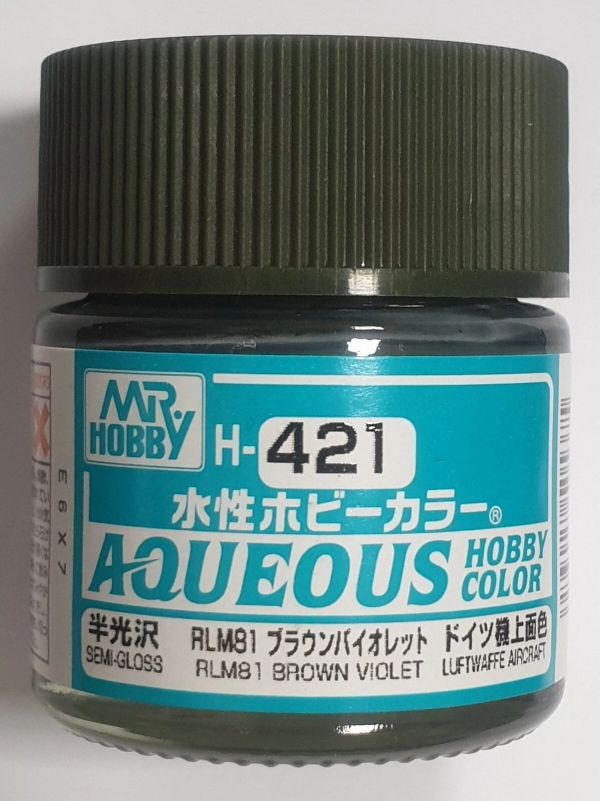 MR.
HOBBY
H-421
水性ホビーカラー®
AQUEOUS HOBBY
COLOR
半光沢 RLM81 ブラウンバイオレット ドイツ機上面色
SEMI-GLOSS RLM81 BROWN VIOLET LUFTWAFFE AIRCRAFT
E6X7